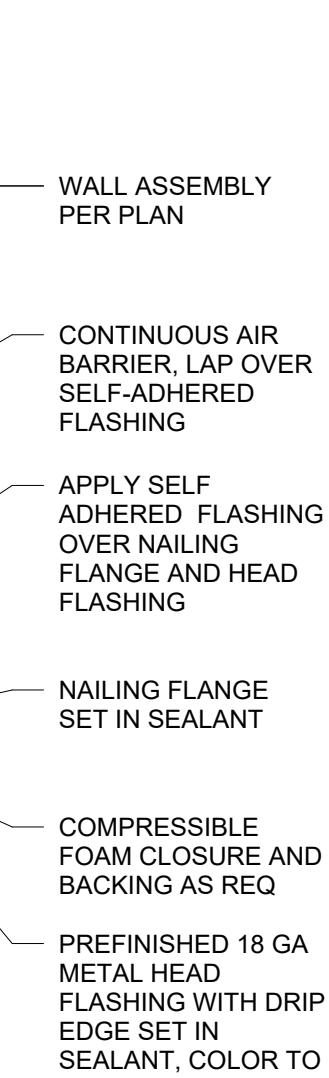 WALL ASSEMBLY
PER PLAN
CONTINUOUS AIR
BARRIER, LAP OVER
SELF-ADHERED
FLASHING
APPLY SELF
ADHERED FLASHING
OVER NAILING
FLANGE AND HEAD
FLASHING
NAILING FLANGE
SET IN SEALANT
COMPRESSIBLE
FOAM CLOSURE AND
BACKING AS REQ
PREFINISHED 18 GA
METAL HEAD
FLASHING WITH DRIP
EDGE SET IN
SEALANT, COLOR TO